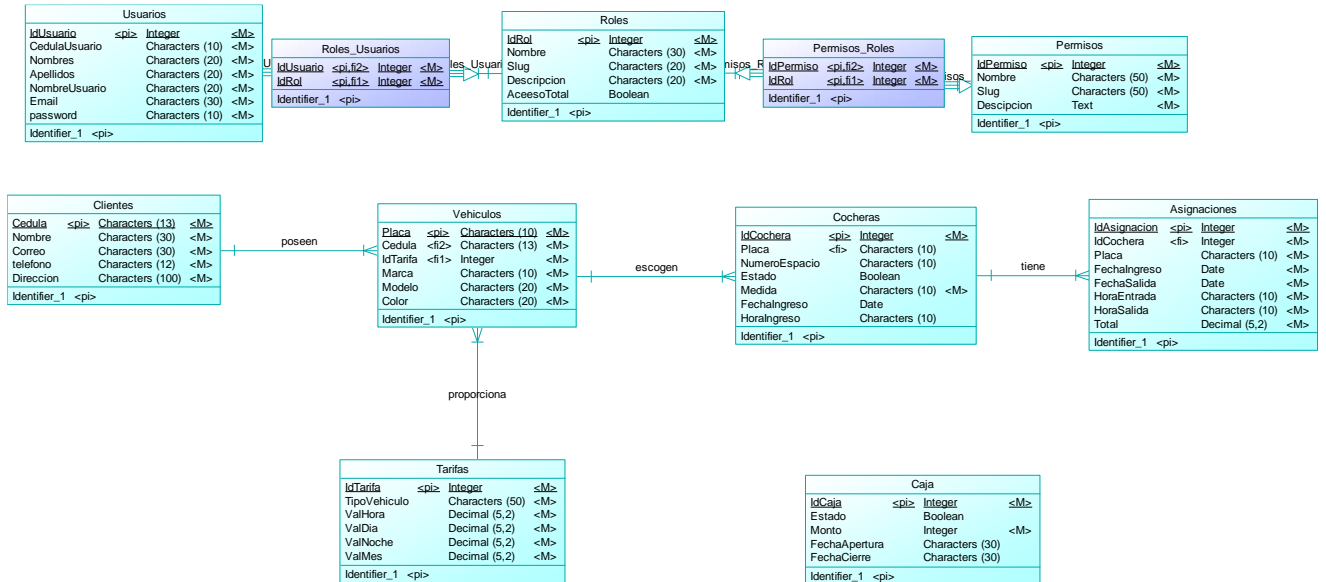 Usuarios
IdUsuario <pi> Integer <M>
CedulaUsuario Characters (10) <M>
Nombres Characters (20) <M>
Apellidos Characters (20) <M>
NombreUsuario Characters (20) <M>
Email Characters (30) <M>
password Characters (10) <M>
Identifier_1 <pi>
Roles_Usuarios
IdUsuario <pi,fi2> Integer <M>
IdRol <pi,fi1> Integer <M>
Identifier_1 <pi>
Roles
IdRol <pi> Integer <M>
Nombre Characters (30) <M>
Slug Characters (20) <M>
Descripcion Characters (20) <M>
AceesoTotal Boolean
Identifier_1 <pi>
Permisos_Roles
IdPermiso <pi,fi2> Integer <M>
IdRol <pi,fi1> Integer <M>
Identifier_1 <pi>
Permisos
IdPermiso <pi> Integer <M>
Nombre Characters (50) <M>
Slug Characters (50) <M>
Descipcion Text <M>
Identifier_1 <pi>
Clientes
Cedula <pi> Characters (13) <M>
Nombre Characters (30) <M>
Correo Characters (30) <M>
telefono Characters (12) <M>
Direccion Characters (100) <M>
Identifier_1 <pi>
poseen
Vehiculos
Placa <pi> Characters (10) <M>
Cedula <fi2> Characters (13) <M>
IdTarifa <fi1> Integer <M>
Marca Characters (10) <M>
Modelo Characters (20) <M>
Color Characters (20) <M>
Identifier_1 <pi>
escogen
Cocheras
IdCochera <pi> Integer <M>
Placa <fi> Characters (10)
NumeroEspacio Characters (10)
Estado Boolean
Medida Characters (10) <M>
FechaIngreso Date
HoraIngreso Characters (10)
Identifier_1 <pi>
tiene
Asignaciones
IdAsignacion <pi> Integer <M>
IdCochera <fi> Integer <M>
Placa Characters (10) <M>
FechaIngreso Date <M>
FechaSalida Date <M>
HoraEntrada Characters (10) <M>
HoraSalida Characters (10) <M>
Total Decimal (5,2) <M>
Identifier_1 <pi>
proporciona
Tarifas
IdTarifa <pi> Integer <M>
TipoVehiculo Characters (50) <M>
ValHora Decimal (5,2) <M>
ValDia Decimal (5,2) <M>
ValNoche Decimal (5,2) <M>
ValMes Decimal (5,2) <M>
Identifier_1 <pi>
Caja
IdCaja <pi> Integer <M>
Estado Boolean
Monto Integer <M>
FechaApertura Characters (30)
FechaCierre Characters (30)
Identifier_1 <pi>